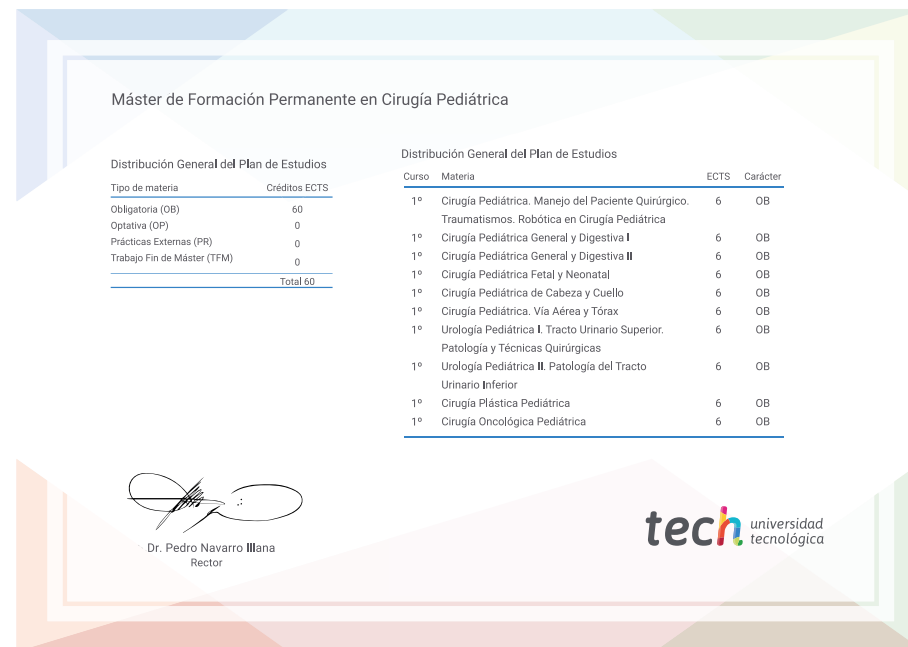 Máster de Formación Permanente en Cirugía Pediátrica
Distribución General del Plan de Estudios
Tipo de materia Créditos ECTS
Obligatoria (OB) 60
Optativa (OP) 0
Prácticas Externas (PR) 0
Trabajo Fin de Máster (TFM) 0
Total 60
Distribución General del Plan de Estudios
Curso Materia ECTS Carácter
1º Cirugía Pediátrica. Manejo del Paciente Quirúrgico. 6 OB
Traumatismos. Robótica en Cirugía Pediátrica
1º Cirugía Pediátrica General y Digestiva I 6 OB
1º Cirugía Pediátrica General y Digestiva II 6 OB
1º Cirugía Pediátrica Fetal y Neonatal 6 OB
1º Cirugía Pediátrica de Cabeza y Cuello 6 OB
1º Cirugía Pediátrica. Vía Aérea y Tórax 6 OB
1º Urología Pediátrica I. Tracto Urinario Superior. 6 OB
Patología y Técnicas Quirúrgicas
1º Urología Pediátrica II. Patología del Tracto 6 OB
Urinario Inferior
1º Cirugía Plástica Pediátrica 6 OB
1º Cirugía Oncológica Pediátrica 6 OB
Dr. Pedro Navarro Illana
Rector
tech universidad
tecnológica